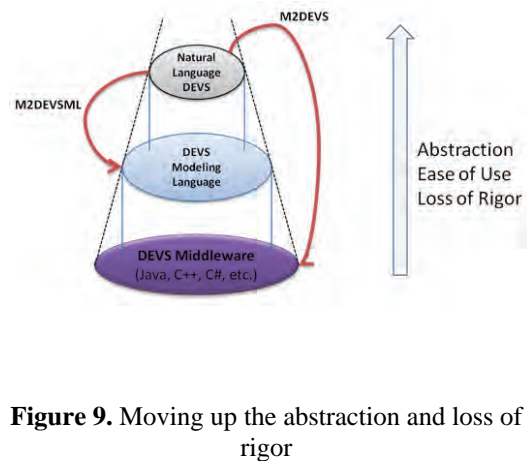 M2DEVS
Natural
Language
DEVS
M2DEVSML
DEVS
Modeling
Language
Abstraction
Ease of Use
Loss of Rigor
DEVS Middleware
(Java, C++, C#, etc.)
Figure 9. Moving up the abstraction and loss of
rigor